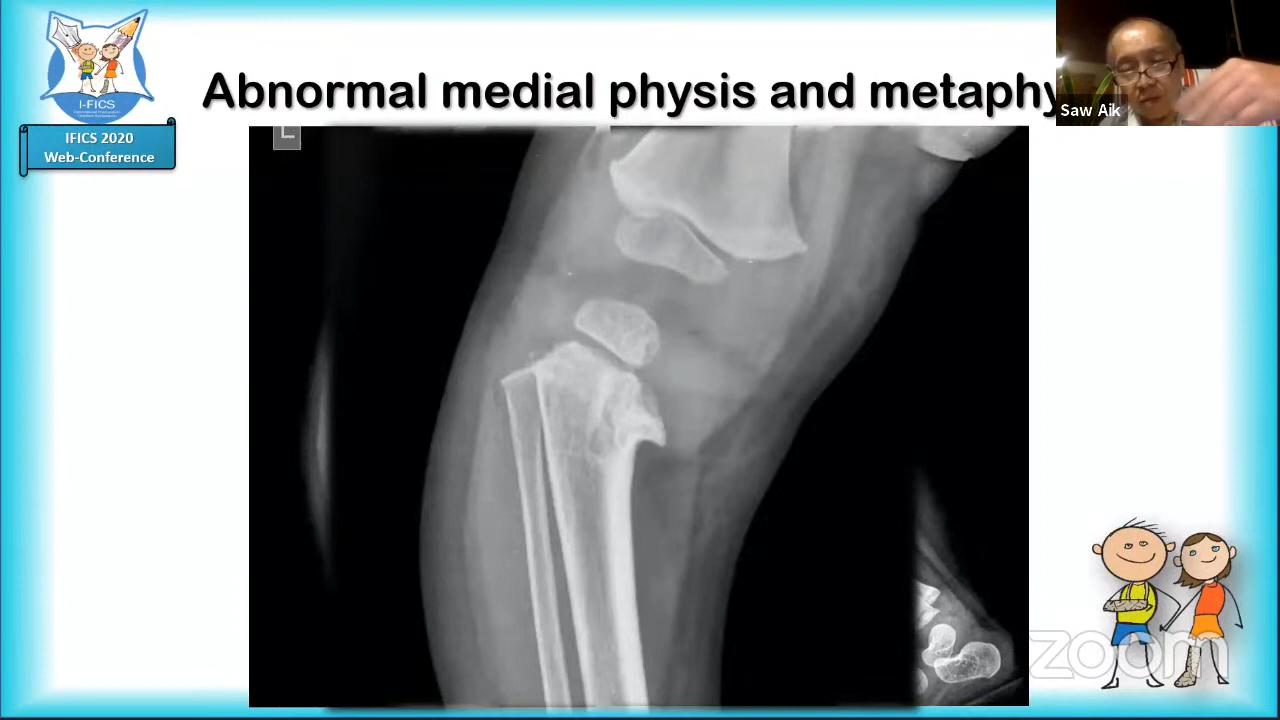 Abnormal medial physis and metaphy
Saw Aik
I-FICS
IFICS 2020
Web-Conference
L
zoom